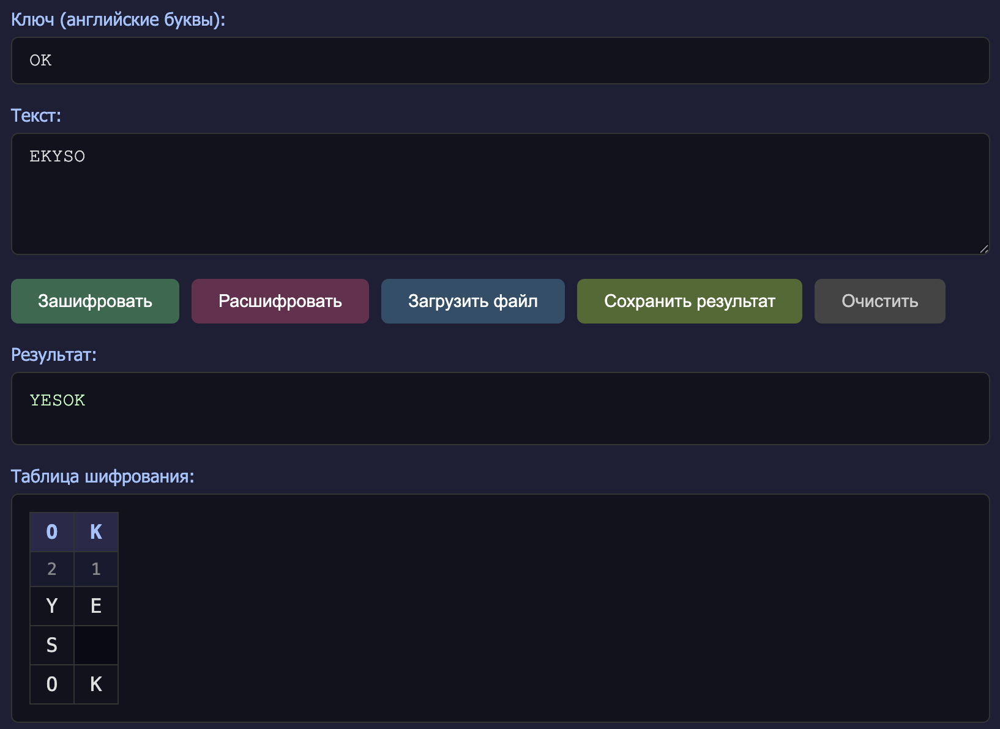 Ключ (английские буквы):
OK
Текст:
EKYSO
Зашифровать Расшифровать Загрузить файл Сохранить результат Очистить
Результат:
YESOK
Таблица шифрования:
O K
2 1
Y E
S
O K